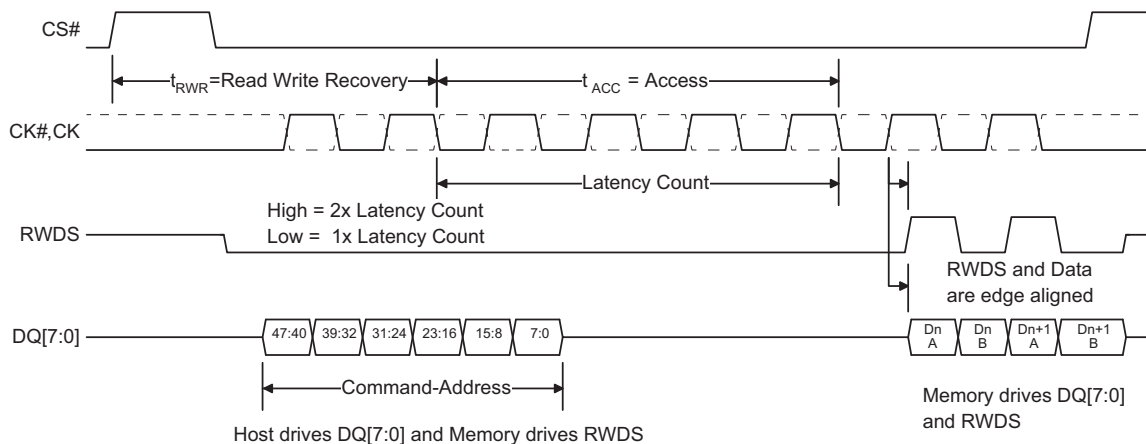 CS#
tRWR=Read Write Recovery
tACC = Access
CK#,CK
Latency Count
High = 2x Latency Count
Low = 1x Latency Count
RWDS
RWDS and Data
are edge aligned
DQ[7:0]
47:40 39:32 31:24 23:16 15:8 7:0
Dn
A
Dn
B
Dn+1
A
Dn+1
B
Command-Address
Memory drives DQ[7:0]
and RWDS
Host drives DQ[7:0] and Memory drives RWDS